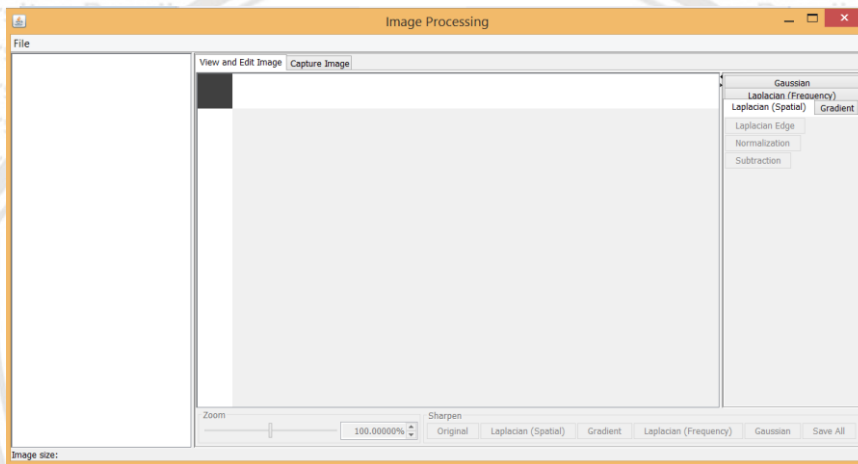 Image Processing
File
View and Edit Image Capture Image
Gaussian
Laplacian (Frequency)
Laplacian (Spatial) Gradient
Laplacian Edge
Normalization
Subtraction
Zoom Sharpen
100.00000% Original Laplacian (Spatial) Gradient Laplacian (Frequency) Gaussian Save All
Image size: